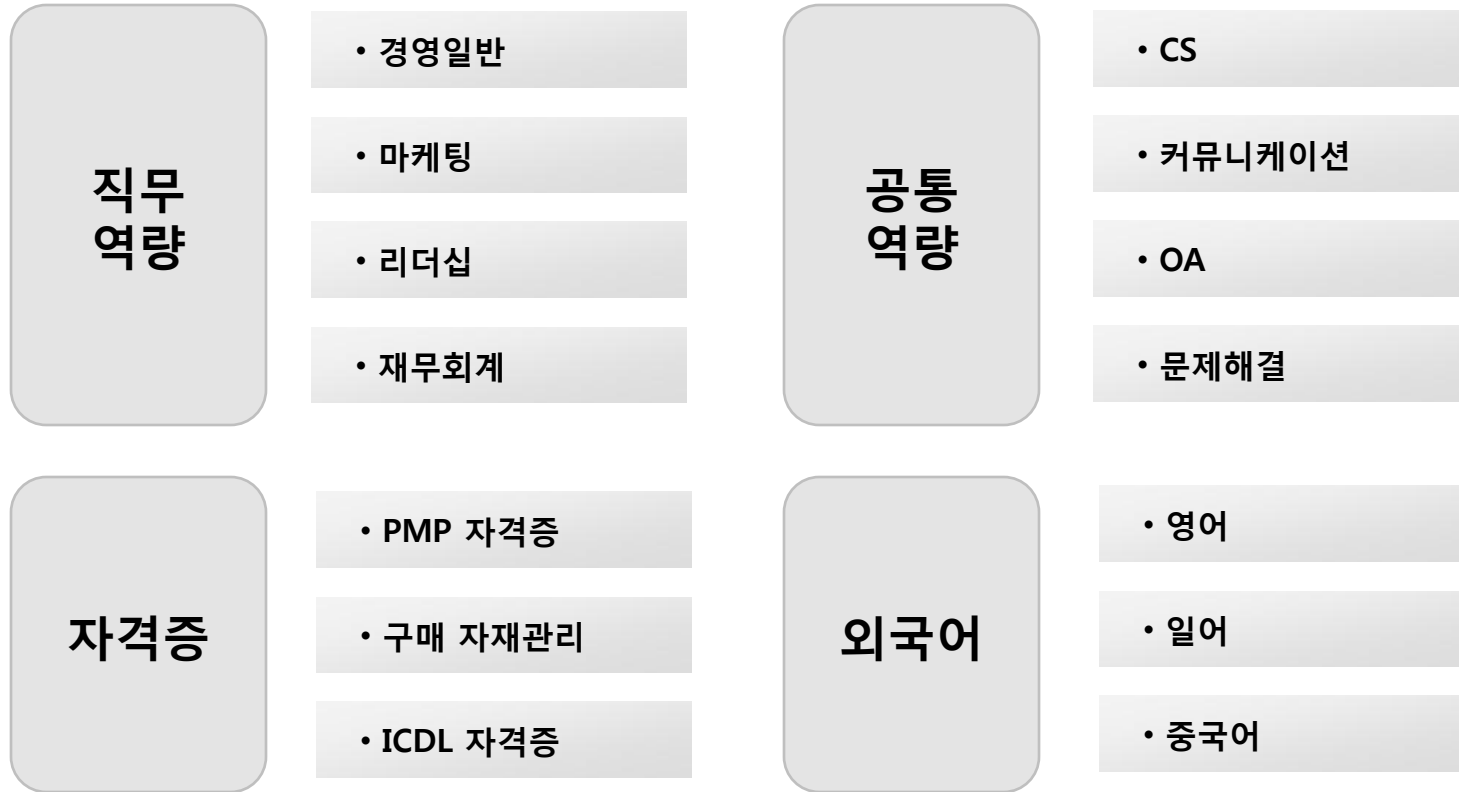 직무
역량
• 경영일반
• 마케팅
• 리더십
• 재무회계
공통
역량
• CS
• 커뮤니케이션
• OA
• 문제해결
자격증
• PMP 자격증
• 구매 자재관리
• ICDL 자격증
외국어
• 영어
• 일어
• 중국어